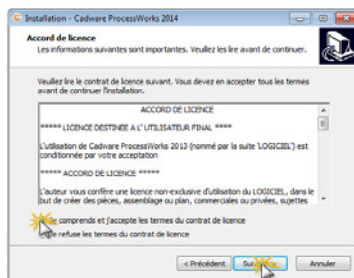 Installation - Cadware ProcessWorks 2014
Accord de licence
Les informations suivantes sont importantes. Veuillez les lire avant de continuer.
Veuillez lire le contrat de licence suivant. Vous devez en accepter tous les termes
avant de continuer l'installation.
ACCORD DE LICENCE
***** LICENCE DESTINEE A L' UTILISATEUR FINAL ****
L'utilisation de Cadware ProcessWorks 2013 (nommé par la suite 'LOGICIEL') est
conditionnée par votre acceptation
***** ACCORD DE LICENCE *****
L'auteur vous confère une licence non-exclusive d'utilisation du LOGICIEL, dans le
but de créer des pièces, assemblage ou plan, commerciales ou privées, sujettes
comprends et j'accepte les termes du contrat de licence
refuse les termes du contrat de licence
< Précédent
Annuler